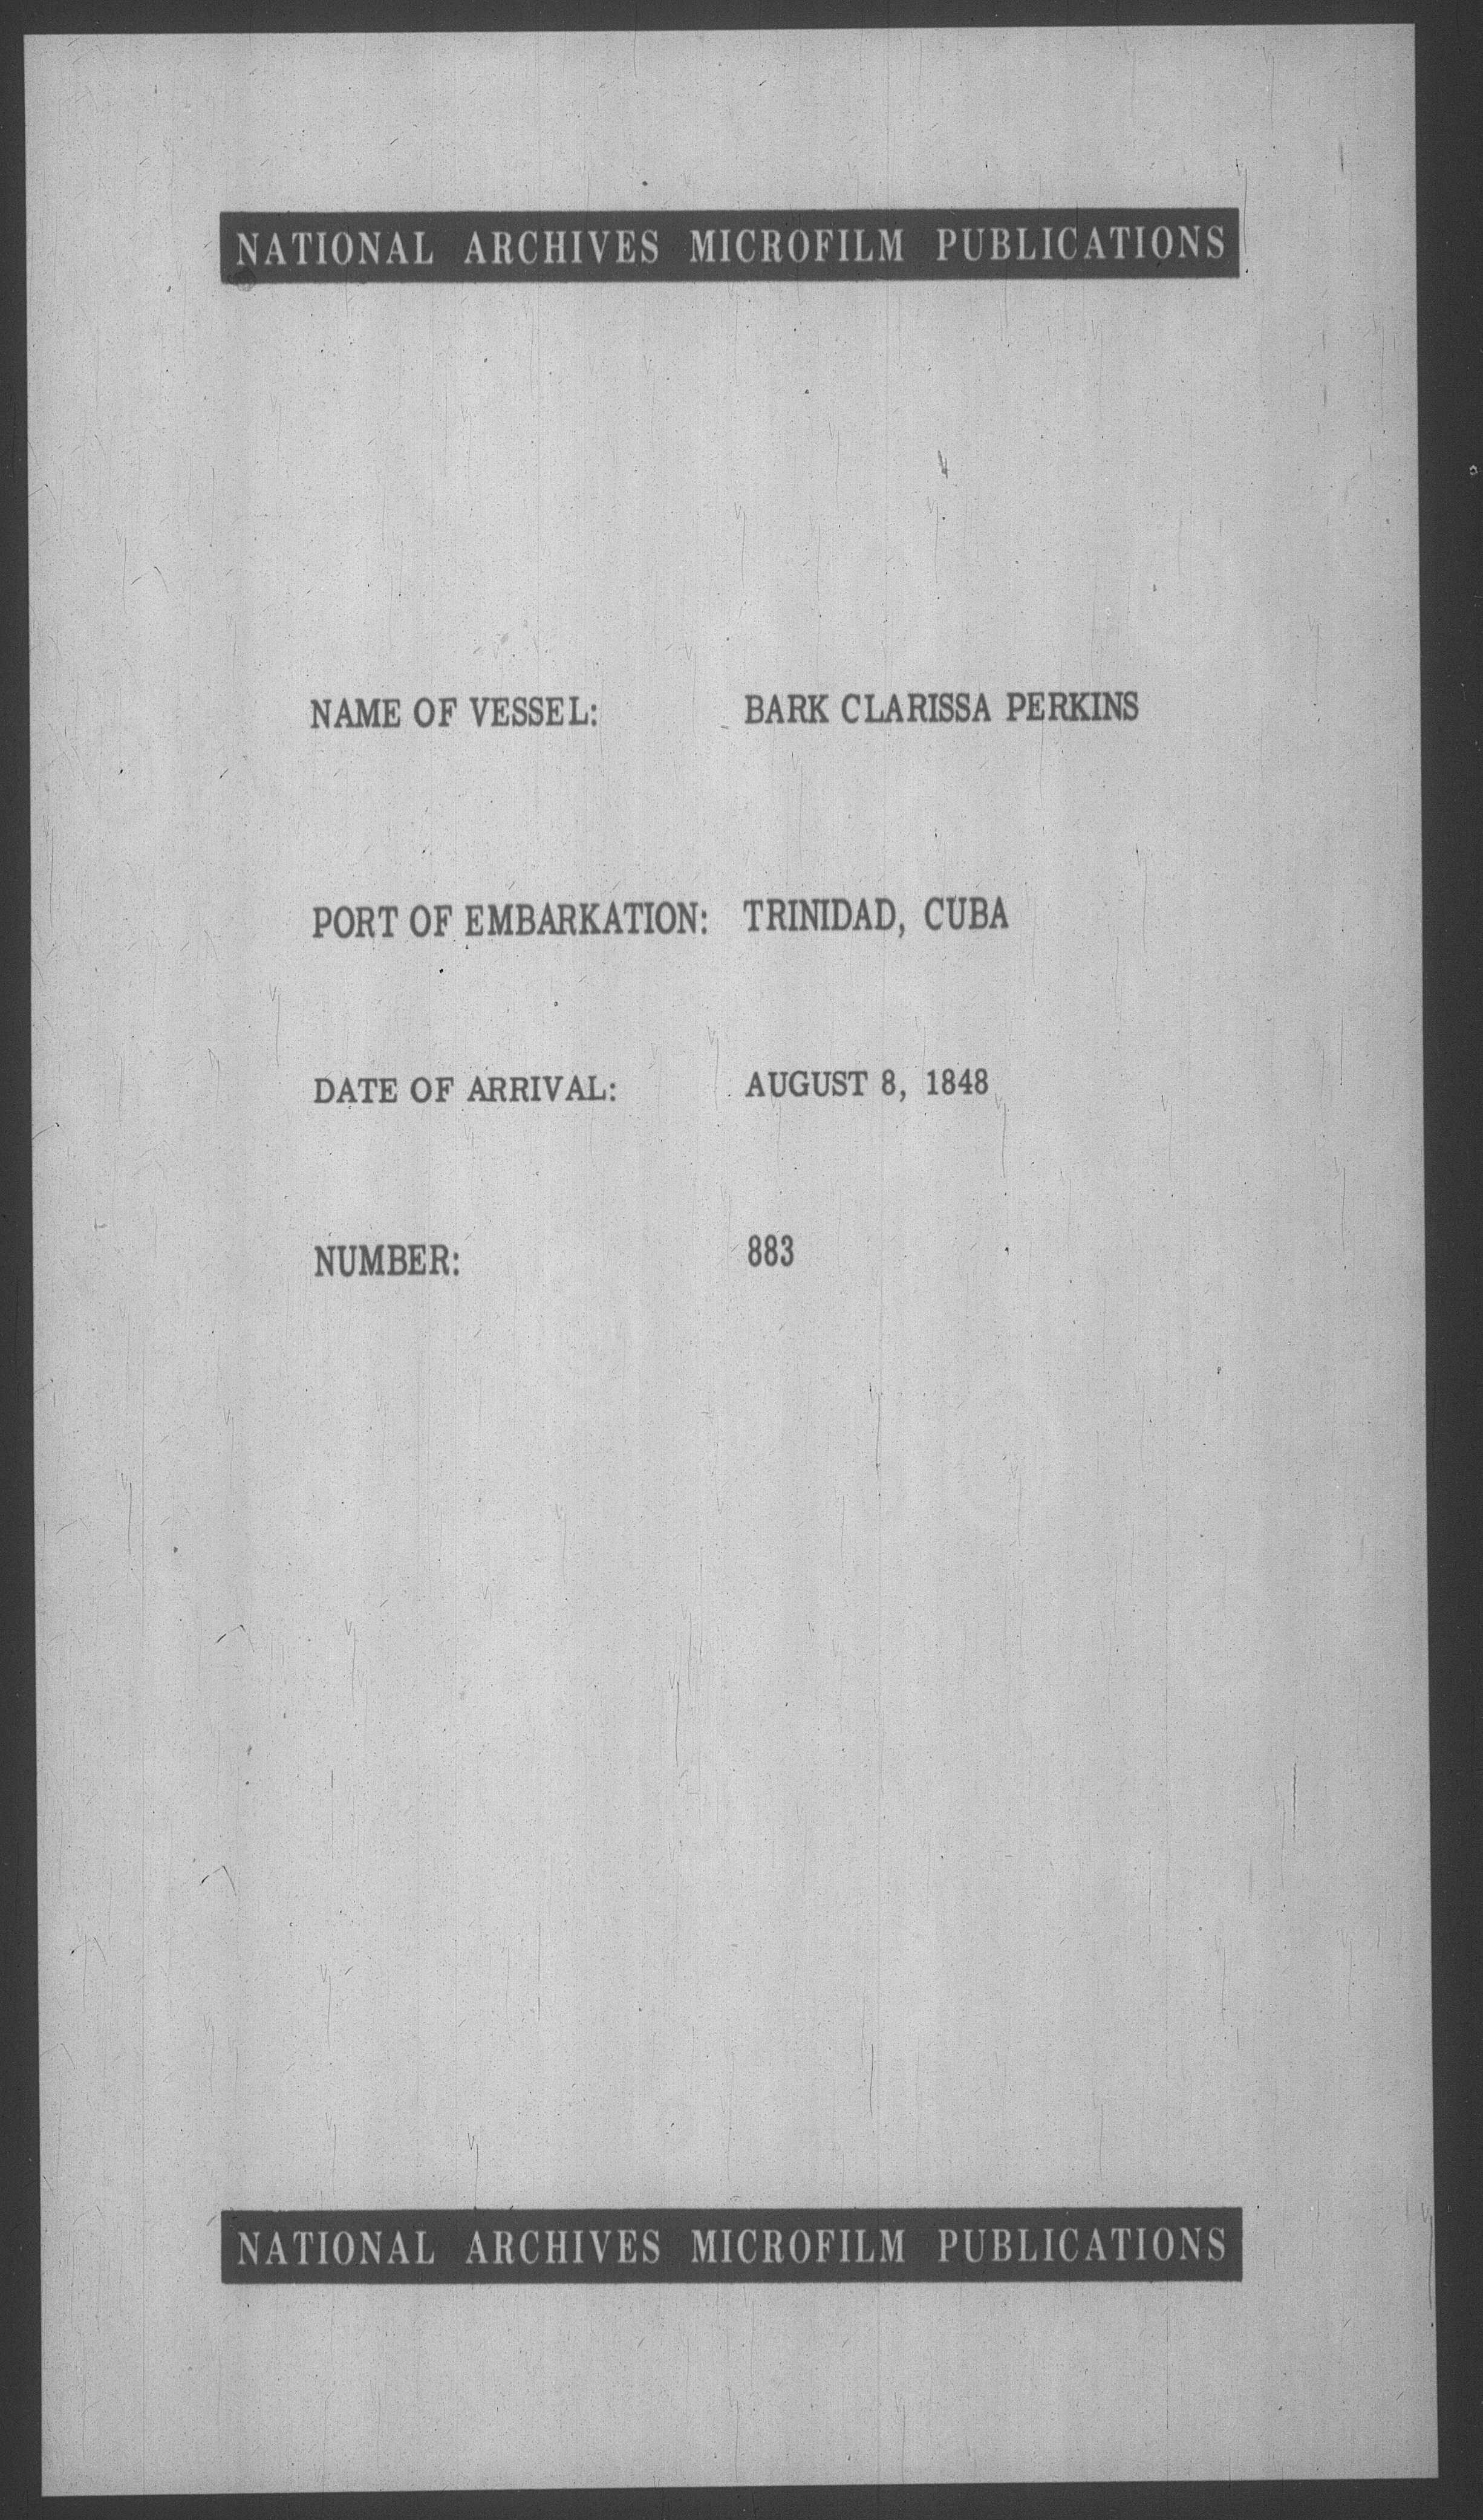 NATIONAL ARCHIVES MICROFILM PUBLICATIONS
NAME OF VESSEL: BARK CLARISSA PERKINS
PORT OF EMBARKATION: TRINIDAD, CUBA
DATE OF ARRIVAL: AUGUST 8, 1848
NUMBER: 883
NATIONAL ARCHIVES MICROFILM PUBLICATIONS